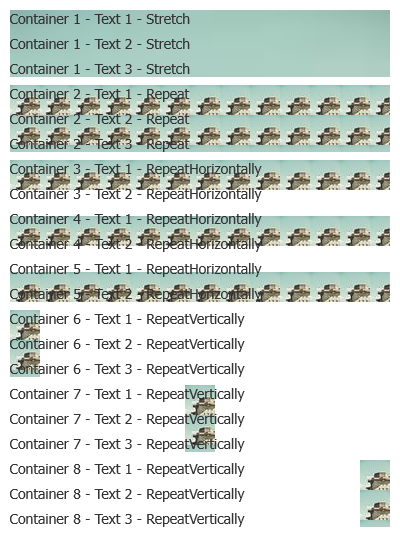 Container 1 - Text 1 - Stretch
Container 1 - Text 2 - Stretch
Container 1 - Text 3 - Stretch
Container 2 - Text 1 - Repeat
Container 2 - Text 2 - Repeat
Container 2 - Text 3 - Repeat
Container 3 - Text 1 - RepeatHorizontally
Container 3 - Text 2 - RepeatHorizontally
Container 4 - Text 1 - RepeatHorizontally
Container 4 - Text 2 - RepeatHorizontally
Container 5 - Text 1 - RepeatHorizontally
Container 5 - Text 2 - RepeatHorizontally
Container 6 - Text 1 - RepeatVertically
Container 6 - Text 2 - RepeatVertically
Container 6 - Text 3 - RepeatVertically
Container 7 - Text 1 - RepeatVertically
Container 7 - Text 2 - RepeatVertically
Container 7 - Text 3 - RepeatVertically
Container 8 - Text 1 - RepeatVertically
Container 8 - Text 2 - RepeatVertically
Container 8 - Text 3 - RepeatVertically